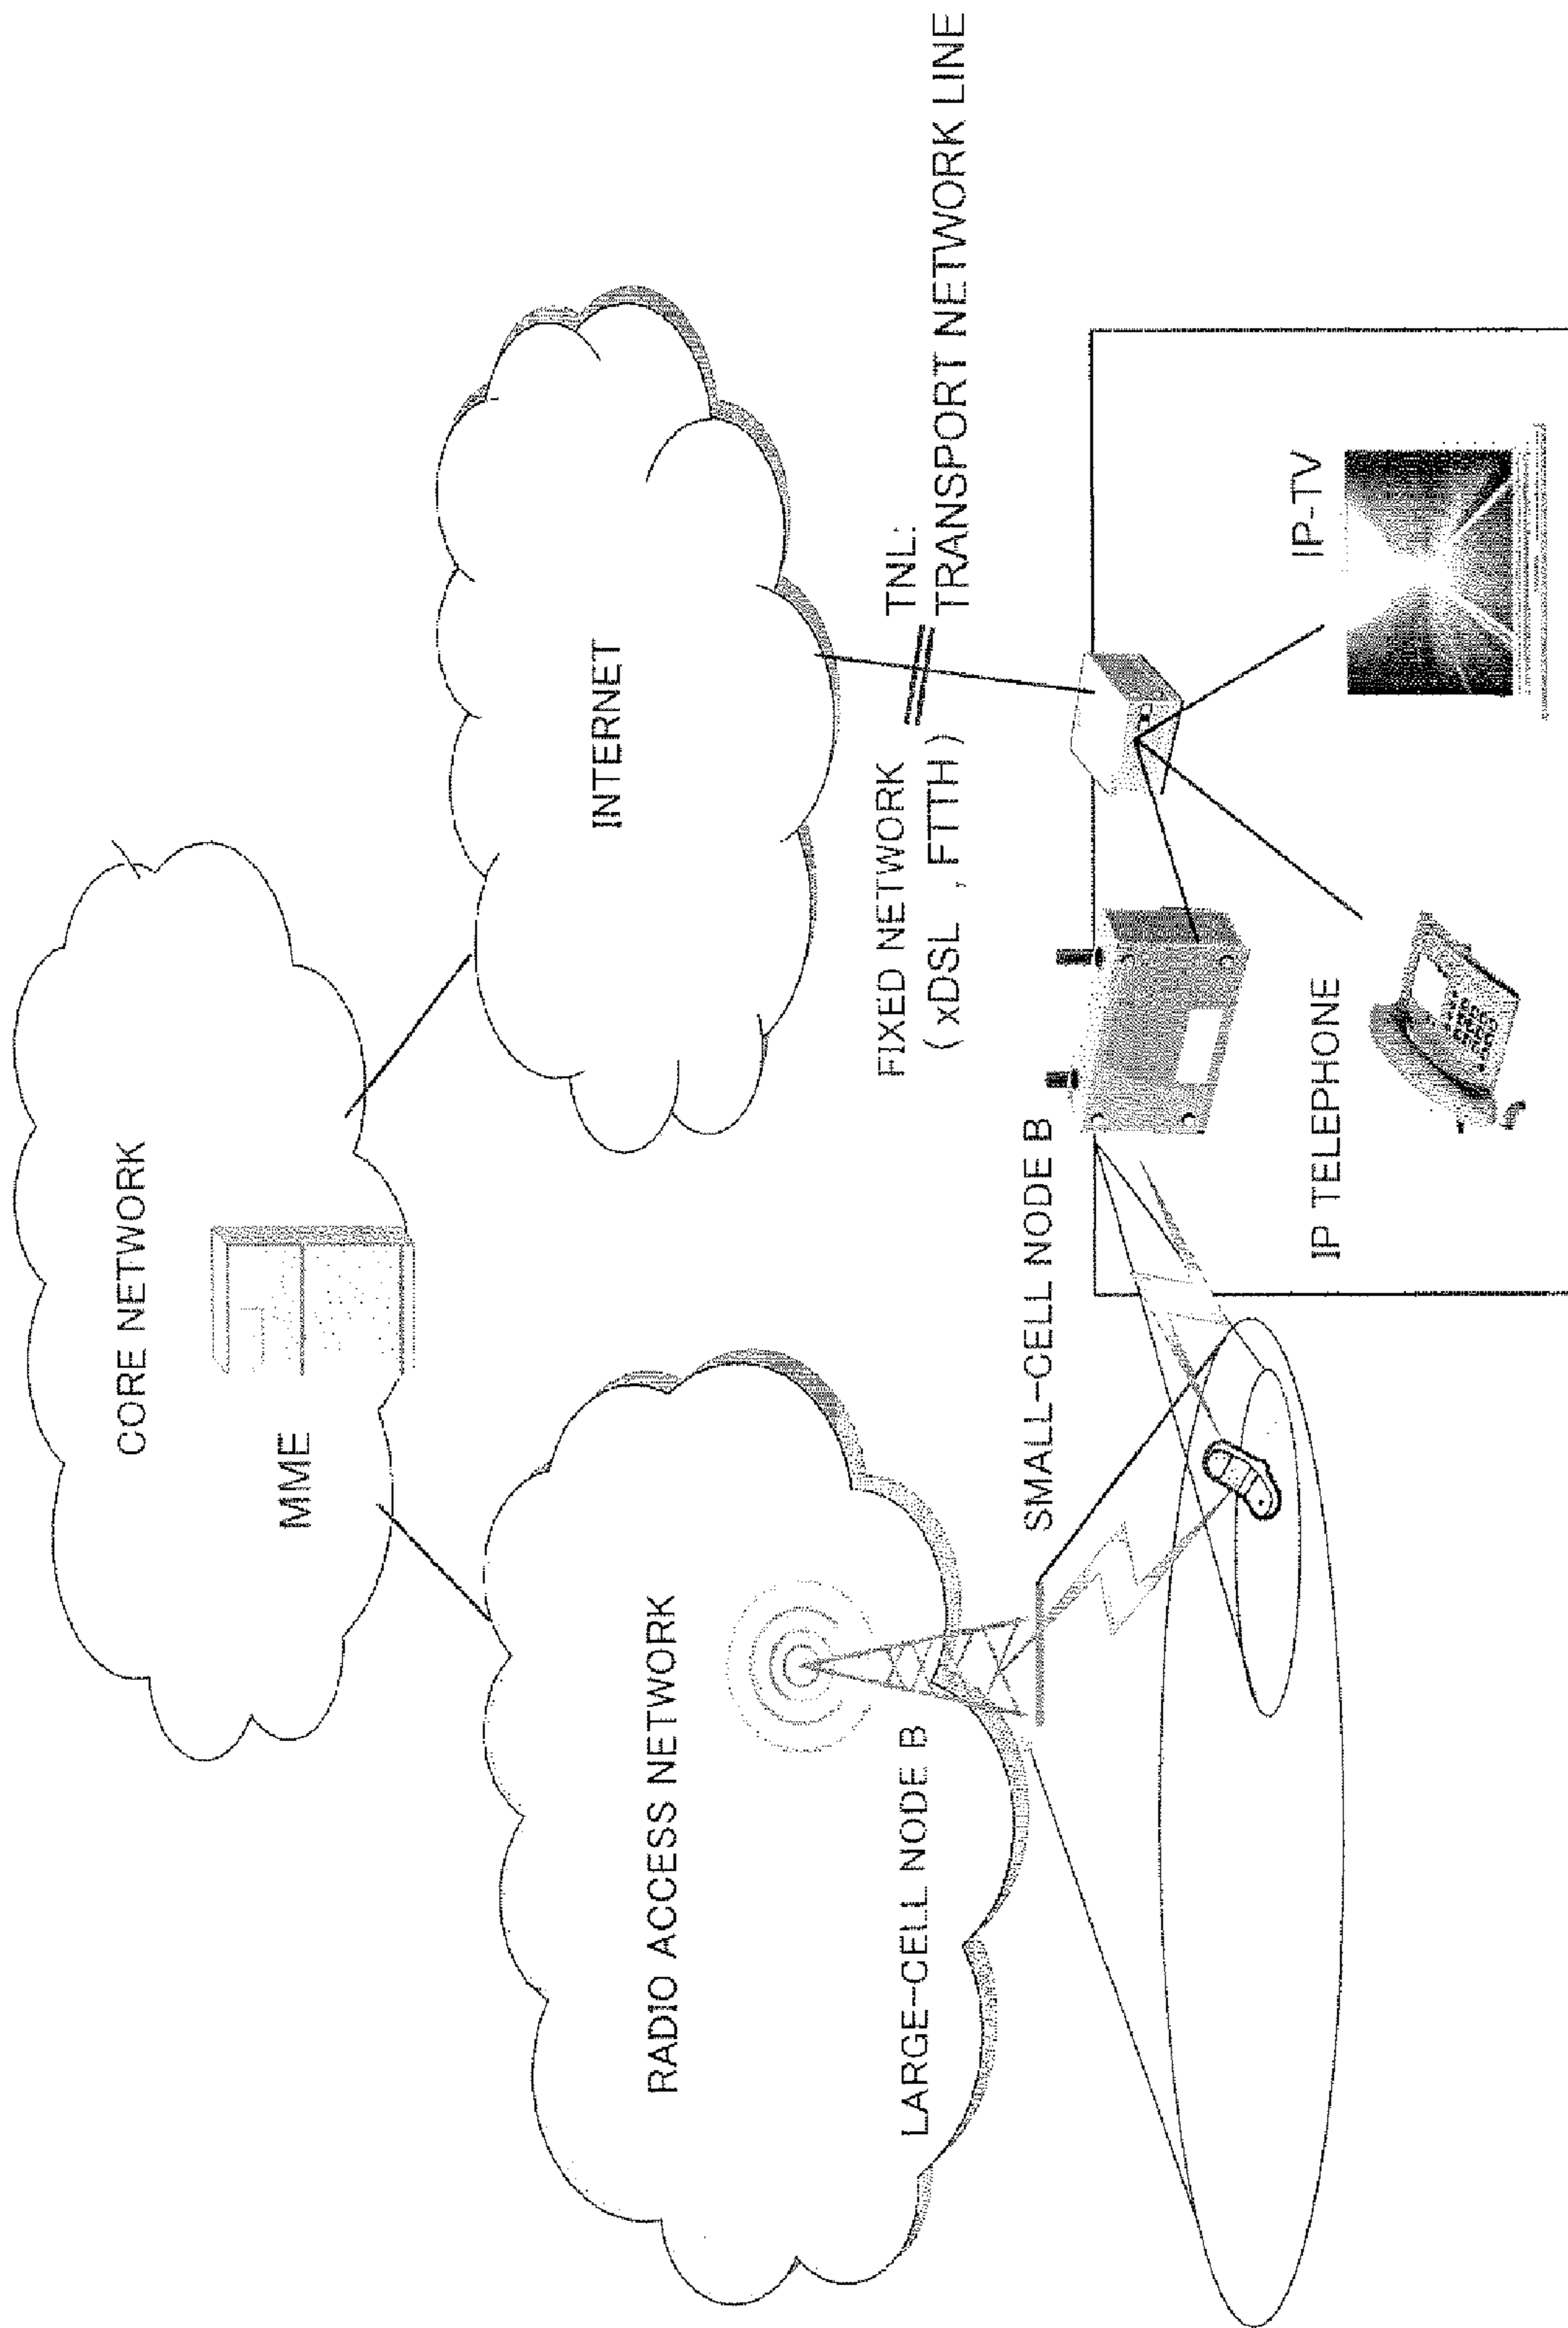 CORE NETWORK
MME
INTERNET
RADIO ACCESS NETWORK
LARGE-CELL NODE B
FIXED NETWORK
( xDSL , FTTH )
TNL:
TRANSPORT NETWORK LINE
SMALL-CELL NODE B
IP TELEPHONE
IP-TV